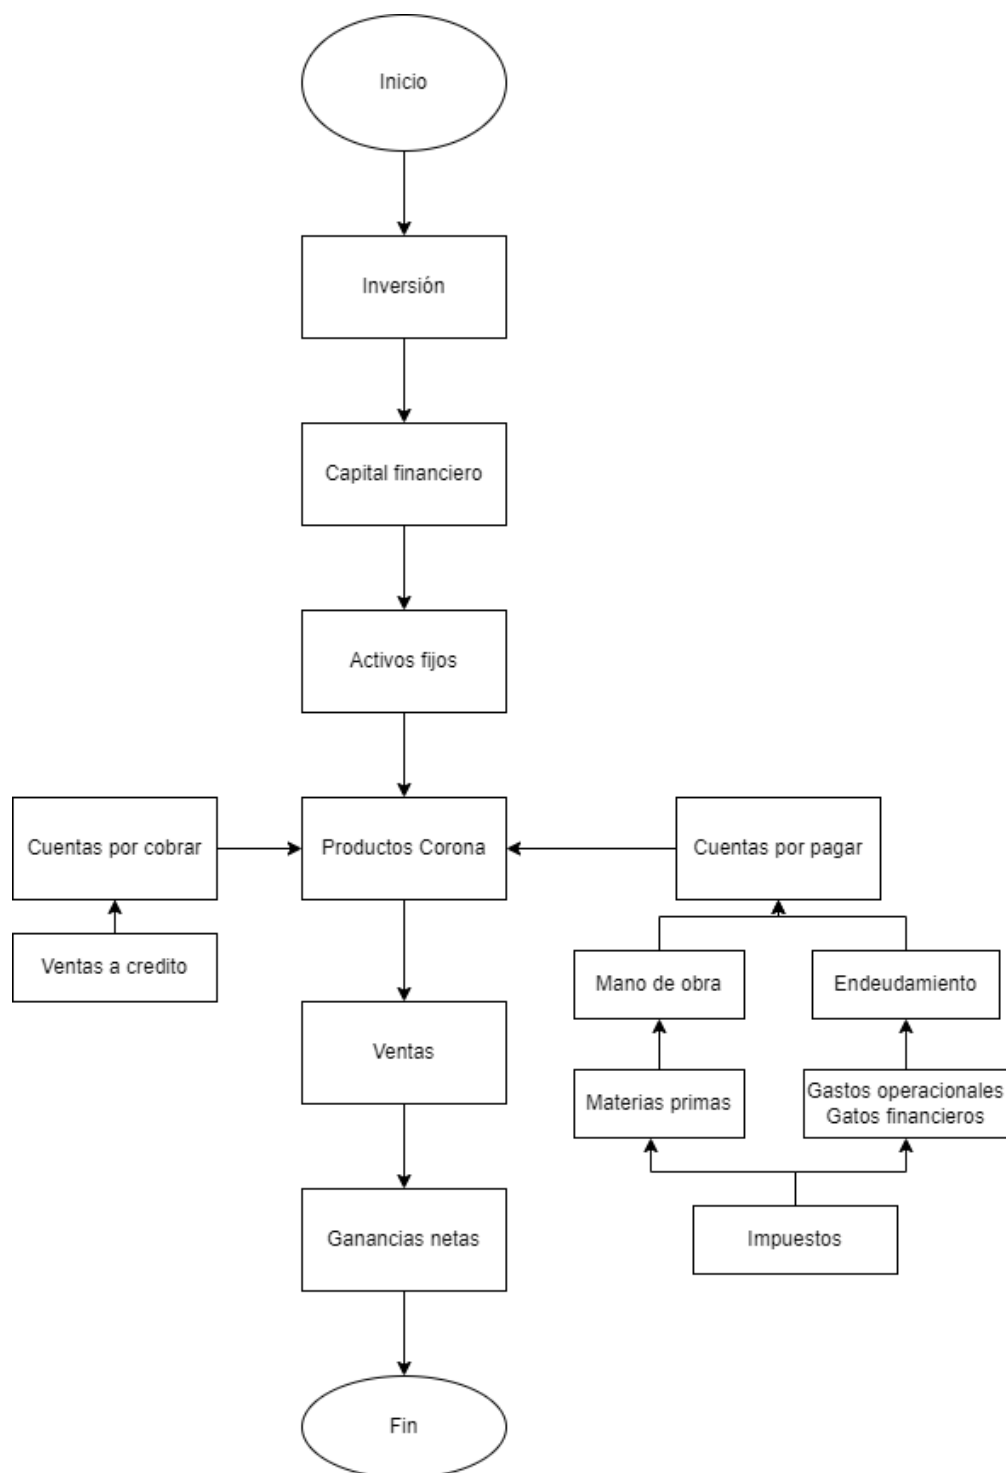 Inicio
Inversión
Capital financiero
Activos fijos
Cuentas por cobrar
Productos Corona
Cuentas por pagar
Ventas a credito
Mano de obra
Endeudamiento
Ventas
Materias primas
Gastos operacionales
Gatos financieros
Ganancias netas
Impuestos
Fin